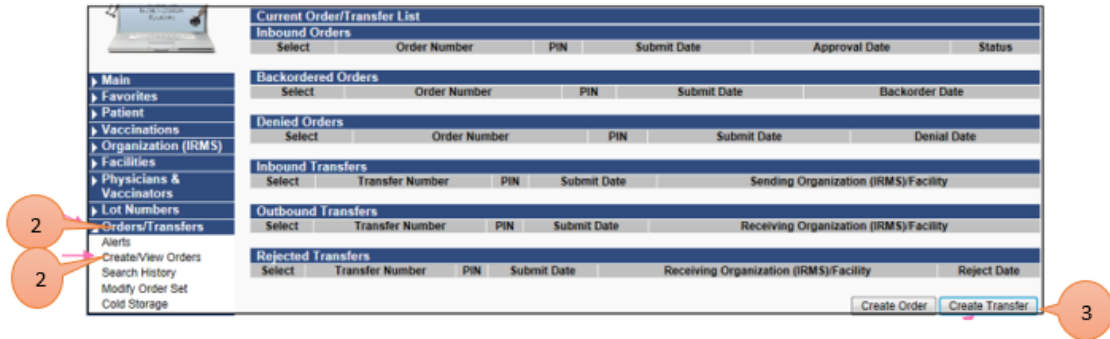 Current Order/Transfer List
Inbound Orders
Select Order Number PIN Submit Date Approval Date Status
Main
Backordered Orders
Favorites
Select Order Number PIN Submit Date Backorder Date
Patient
Vaccinations
Denied Orders
Organization (IRMS)
Select Order Number PIN Submit Date Denial Date
Facilities
Inbound Transfers
Physicians &
Vaccinators
Select Transfer Number PIN Submit Date Sending Organization (IRMS)/Facility
Lot Numbers
Outbound Transfers
2
Orders/Transfers
Select Transfer Number PIN Submit Date Receiving Organization (IRMS)/Facility
Alerts
2
Create/View Orders
Rejected Transfers
Search History
Select Transfer Number PIN Submit Date Receiving Organization (IRMS)/Facility Reject Date
Modify Order Set
Cold Storage
Create Order Create Transfer
3